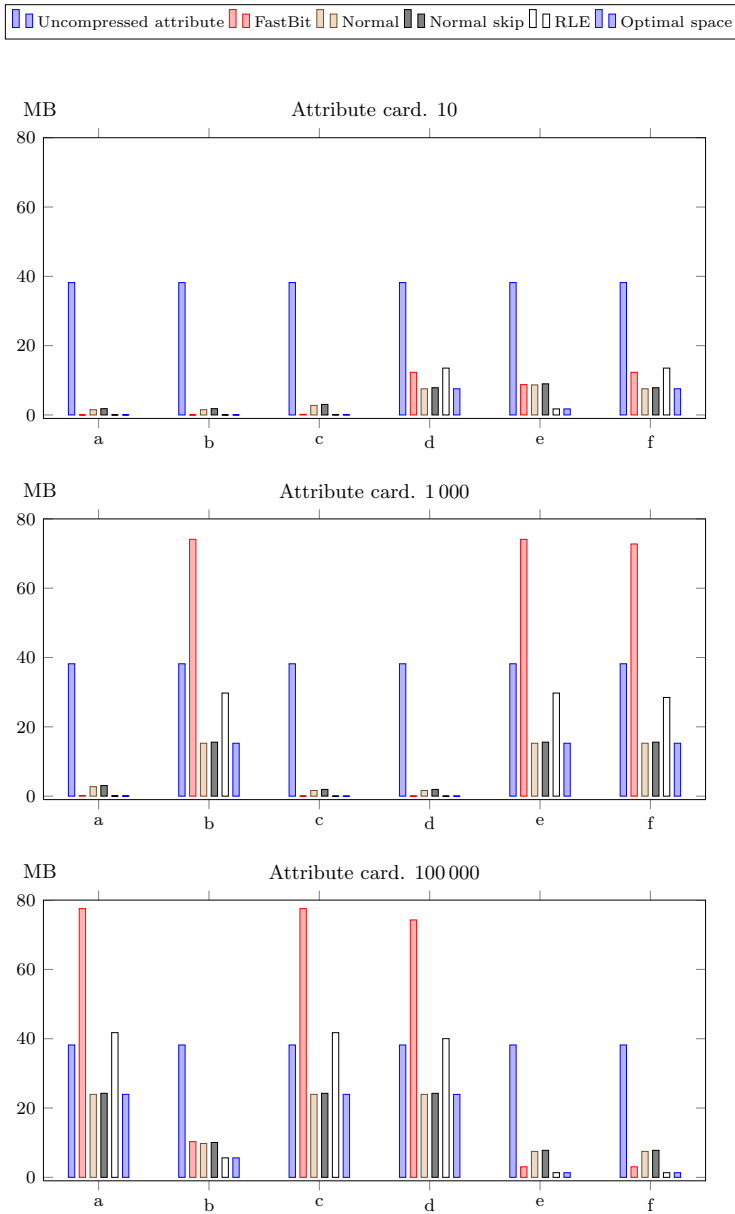 Uncompressed attribute FastBit Normal Normal skip RLE Optimal space
MB Attribute card. 10
80
60
40
20
0
a b c d e f
MB Attribute card. 1 000
80
60
40
20
0
a b c d e f
MB Attribute card. 100 000
80
60
40
20
0
a b c d e f